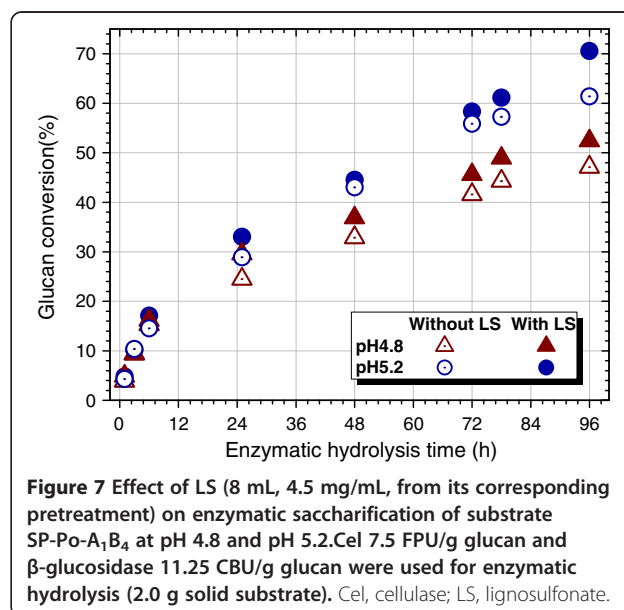 70
60
50
40
30
20
10
0
Glucan conversion(%)
Without LS With LS
pH4.8
pH5.2
0 12 24 36 48 60 72 84 96
Enzymatic hydrolysis time (h)
Figure 7 Effect of LS (8 mL, 4.5 mg/mL, from its corresponding
pretreatment) on enzymatic saccharification of substrate
SP-Po-A₁B₄ at pH 4.8 and pH 5.2.Cel 7.5 FPU/g glucan and
β-glucosidase 11.25 CBU/g glucan were used for enzymatic
hydrolysis (2.0 g solid substrate). Cel, cellulase; LS, lignosulfonate.